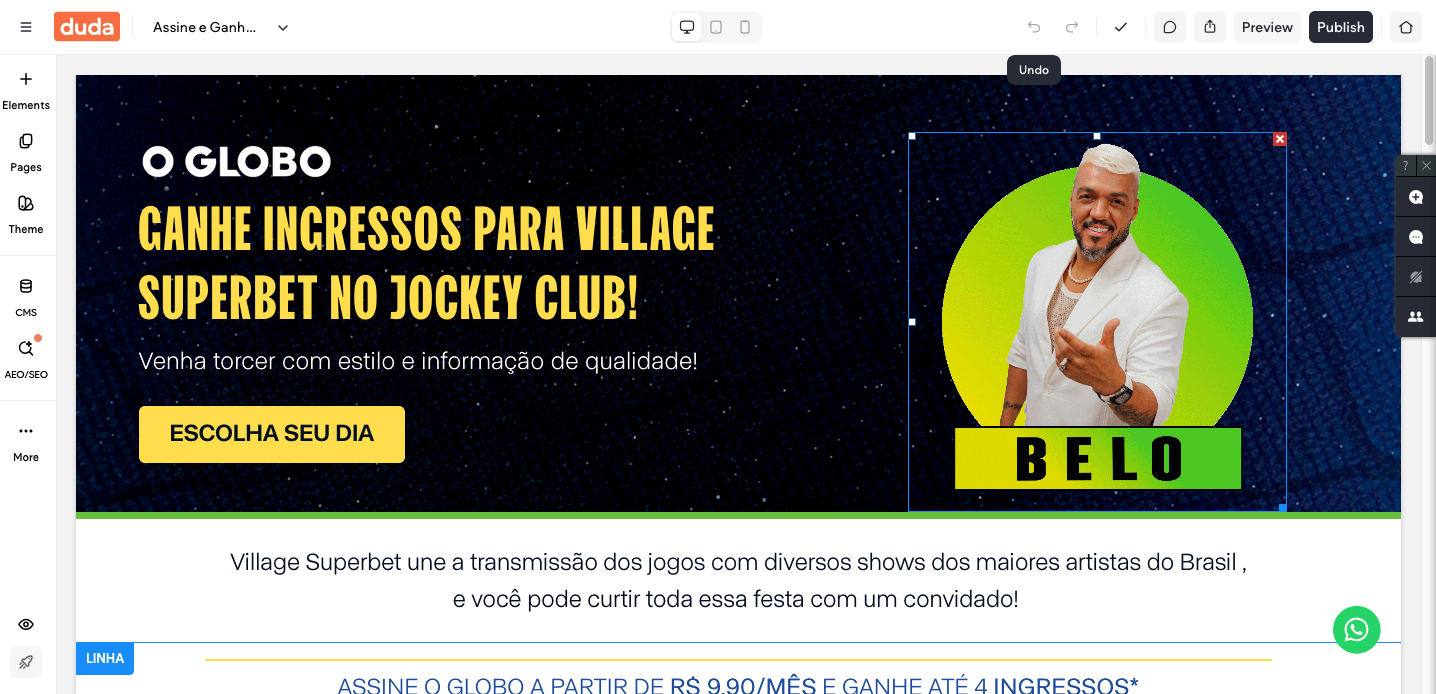 duda
Assine e Ganh...
Preview
Publish
Undo
Elements
Pages
Theme
CMS
AEO/SEO
More
O GLOBO
GANHE INGRESSOS PARA VILLAGE
SUPERBET NO JOCKEY CLUB!
Venha torcer com estilo e informação de qualidade!
ESCOLHA SEU DIA
BELO
?
Village Superbet une a transmissão dos jogos com diversos shows dos maiores artistas do Brasil ,
e você pode curtir toda essa festa com um convidado!
LINHA
ASSINE O GLOBO A PARTIR DE R$ 9,90/MÊS E GANHE ATÉ 4 INGRESSOS*